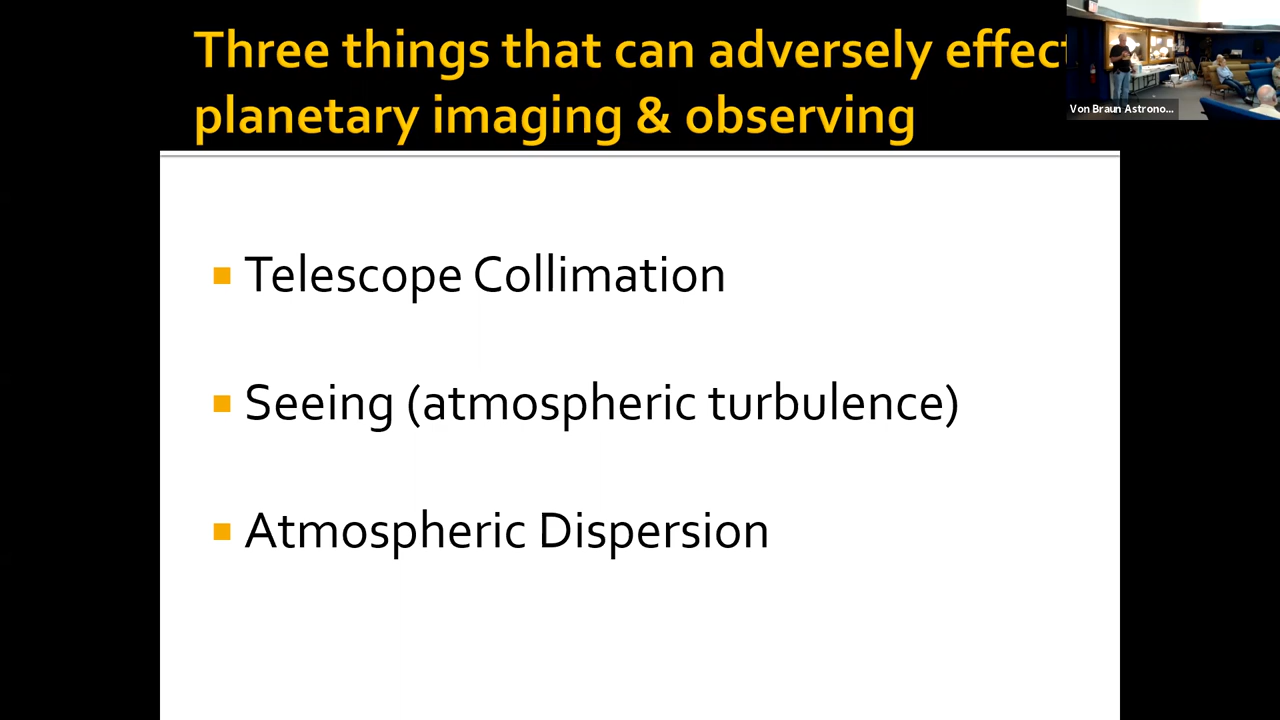 Three things that can adversely effect
planetary imaging & observing
Von Braun Astrono...
Telescope Collimation
Seeing (atmospheric turbulence)
Atmospheric Dispersion